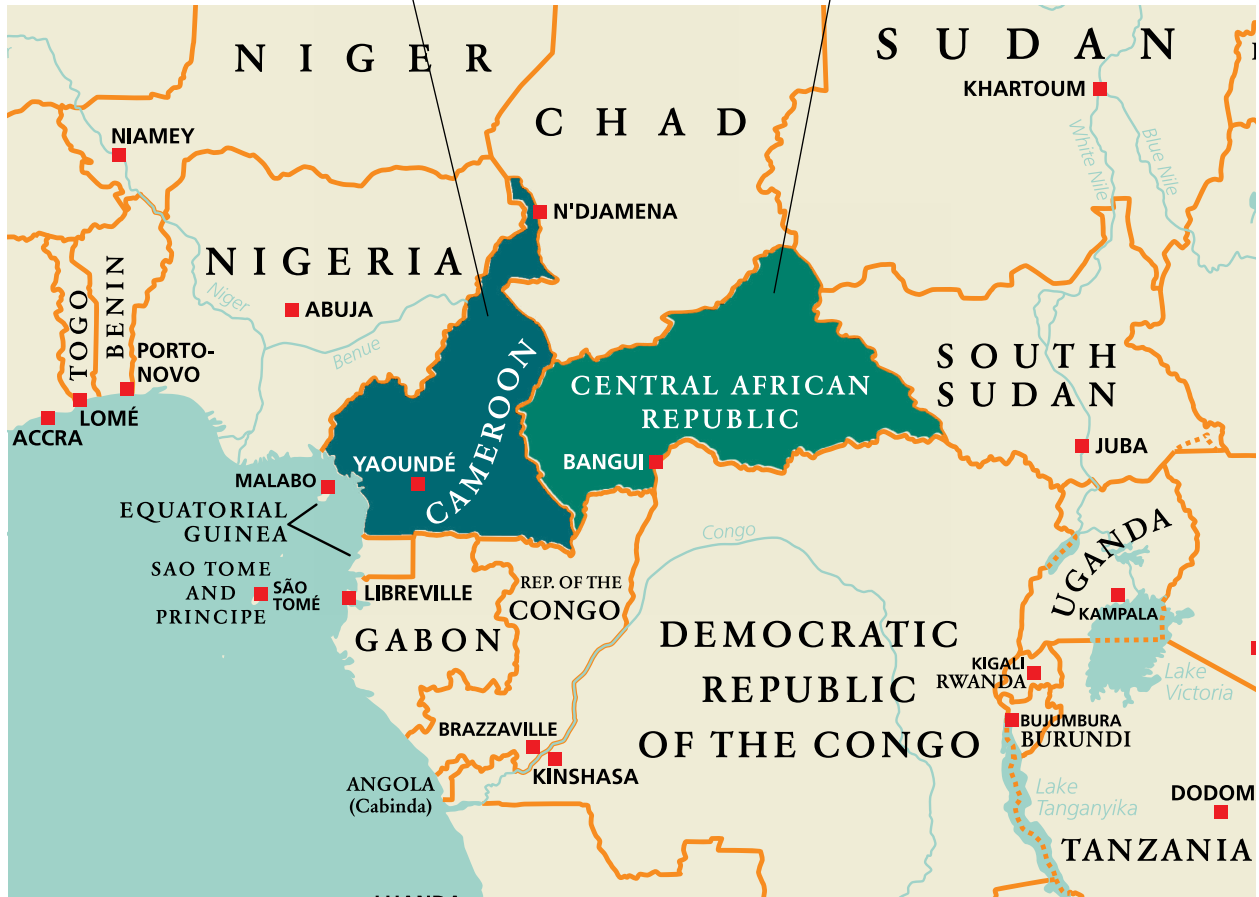 NIGER
SUDAN
KHARTOUM
CHAD
NIAMEY
White Nile
Blue Nile
N'DJAMENA
NIGERIA
TOGO
BENIN
Niger
ABUJA
Benue
PORTO-
NOVO
LOMÉ
ACCRA
CAMEROON
YAOUNDÉ
CENTRAL AFRICAN
REPUBLIC
BANGUI
SOUTH
SUDAN
JUBA
MALABO
EQUATORIAL
GUINEA
SAO TOME
AND
PRINCIPE
SÃO
TOMÉ
LIBREVILLE
GABON
REP. OF THE
CONGO
Congo
UGANDA
KAMPALA
DEMOCRATIC
REPUBLIC
OF THE CONGO
KIGALI
RWANDA
Lake
Victoria
BUJUMBURA
BURUNDI
BRAZZAVILLE
KINSHASA
ANGOLA
(Cabinda)
Lake
Tanganyika
DODOM
TANZANIA